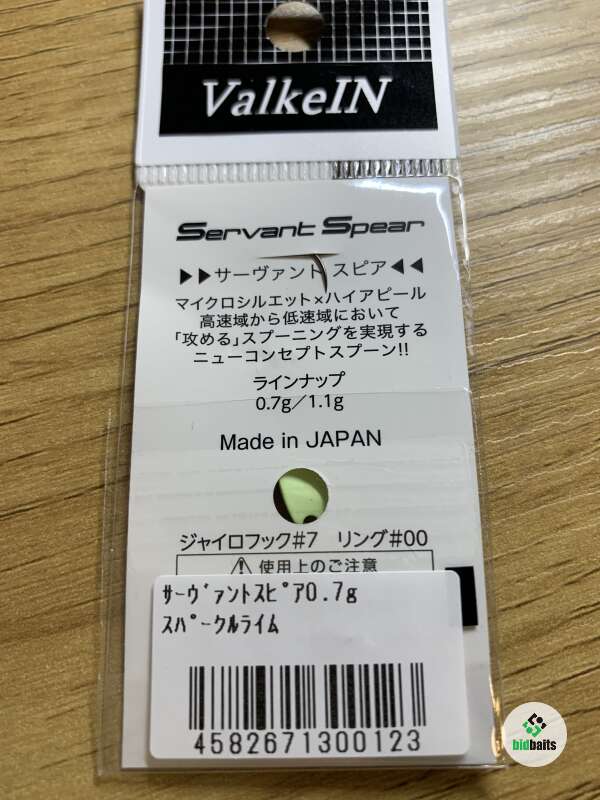 ValkeIN
Servant Spear
▶▶サーヴァント スピア◀◀
マイクロシルエット×ハイアピール
高速域から低速域において
「攻める」スプーニングを実現する
ニューコンセプトスプーン!!
ラインナップ
0.7g/1.1g
Made in JAPAN
ジャイロフック#7 リング#00
⚠ 使用上のご注意
ｻｰｳﾞｧﾝﾄｽﾋﾟｱ0.7g
ｽﾊﾟｰｸﾙﾗｲﾑ
4582671300123
bidbaits